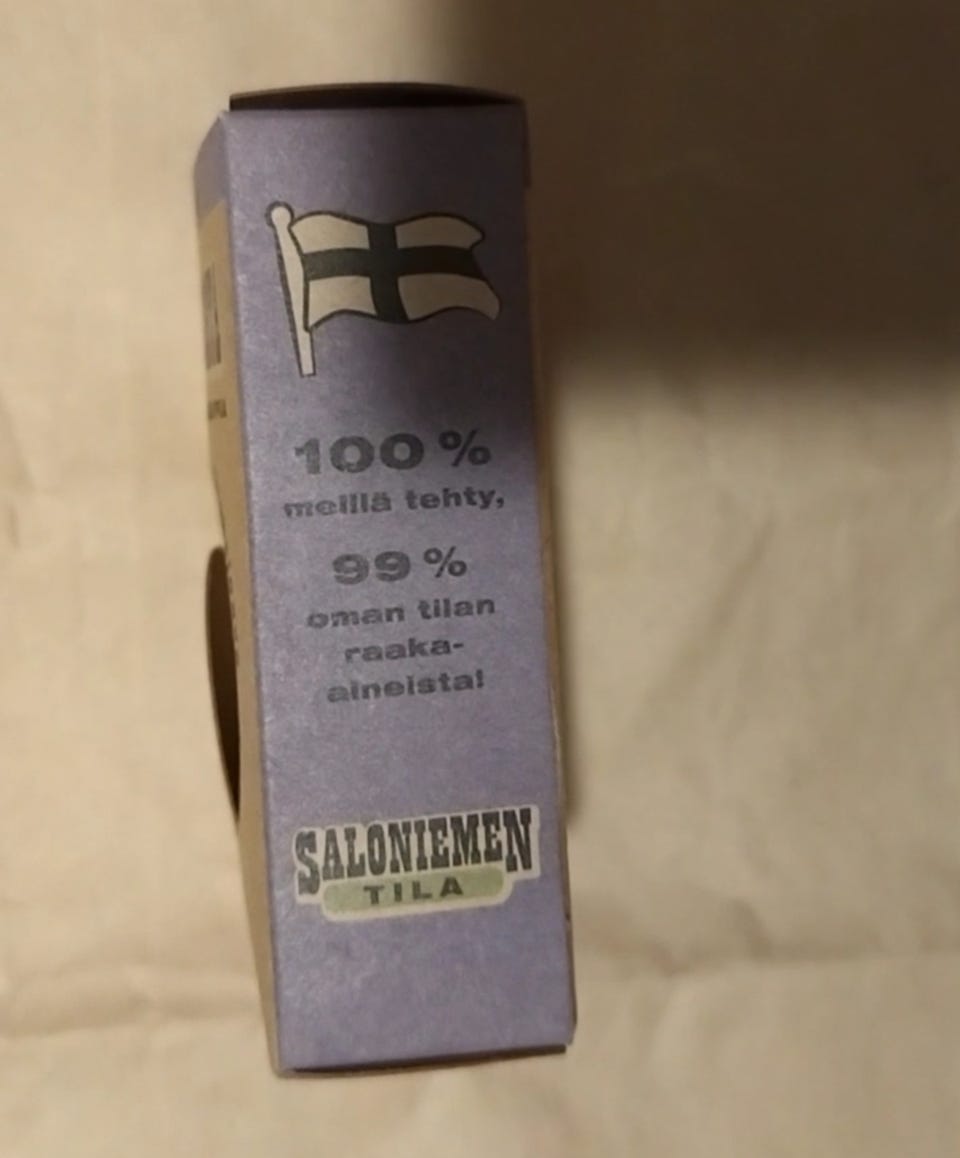 100 %
meillä tehty,
99 %
oman tilan
raaka-
aineista!
SALONIEMEN
TILA